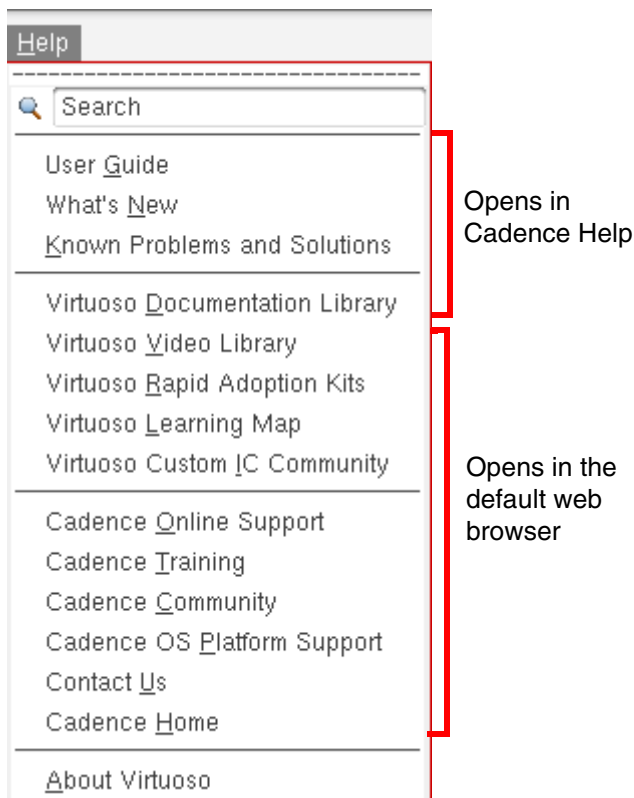 Help
Search
User Guide
What's New
Known Problems and Solutions
Virtuoso Documentation Library
Virtuoso Video Library
Virtuoso Rapid Adoption Kits
Virtuoso Learning Map
Virtuoso Custom IC Community
Cadence Online Support
Cadence Training
Cadence Community
Cadence OS Platform Support
Contact Us
Cadence Home
About Virtuoso
Opens in
Cadence Help
Opens in the
default web
browser